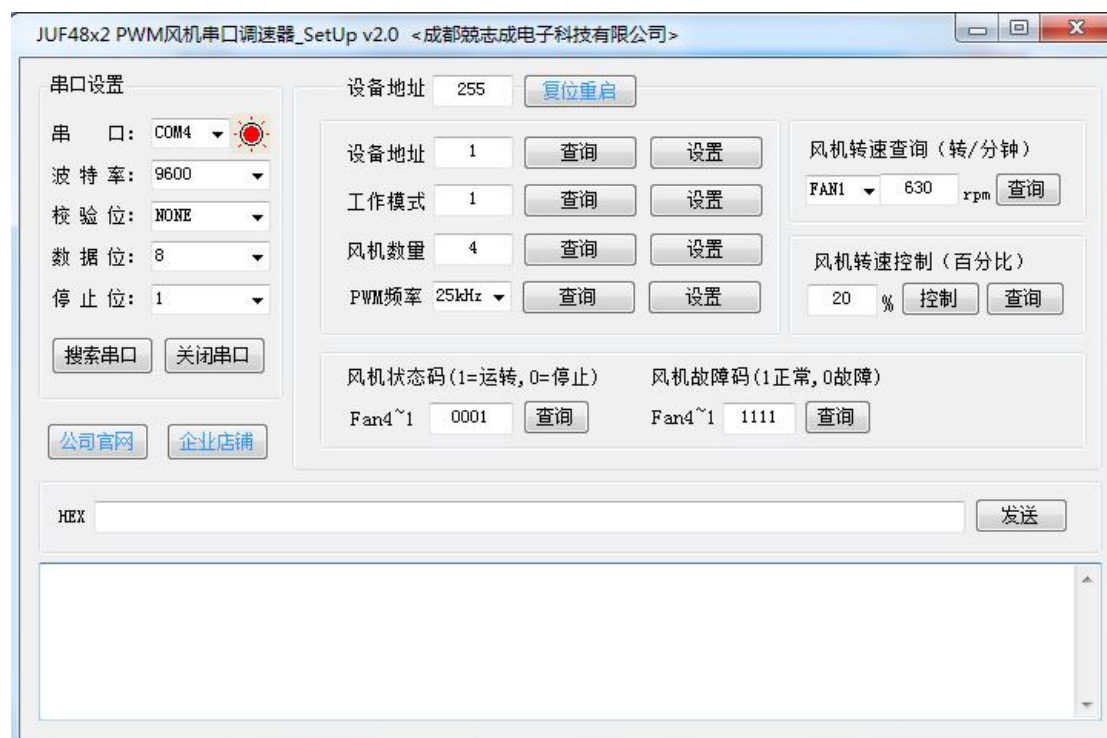 JUF48x2 PWM风机串口调速器_SetUp v2.0 <成都兢志成电子科技有限公司>
串口设置
串 口: COM4
波特率: 9600
校验位: NONE
数据位: 8
停止位: 1
搜索串口 关闭串口
公司官网 企业店铺
设备地址 255 复位重启
设备地址 1 查询 设置
工作模式 1 查询 设置
风机数量 4 查询 设置
PWM频率 25kHz 查询 设置
风机转速查询(转/分钟)
FAN1 630 rpm 查询
风机转速控制(百分比)
20 % 控制 查询
风机状态码(1=运转,0=停止)
Fan4~1 0001 查询
风机故障码(1正常,0故障)
Fan4~1 1111 查询
HEX 发送